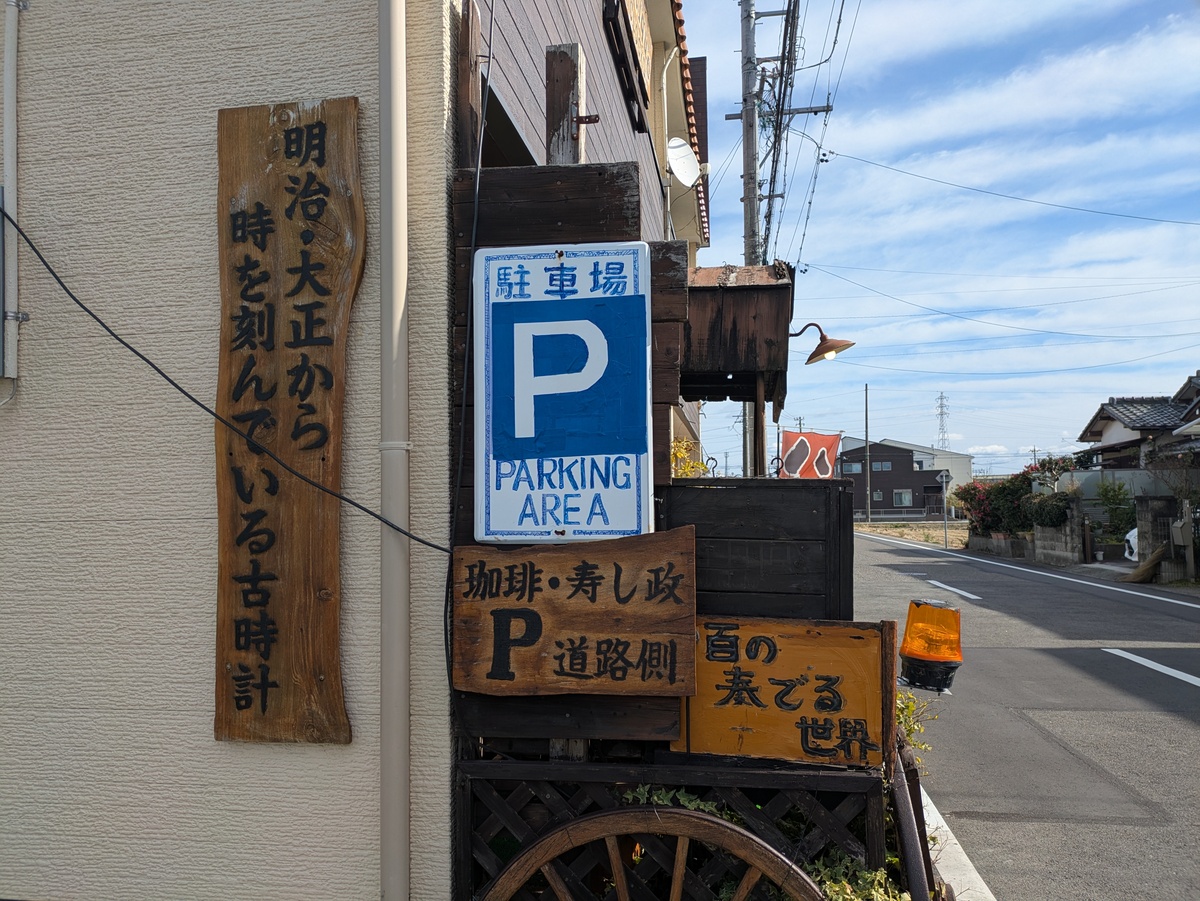 明治・大正から
時を刻んでいる古時計
駐車場
P
PARKING
AREA
珈琲・寿し政
P 道路側
百の
奏でる
世界